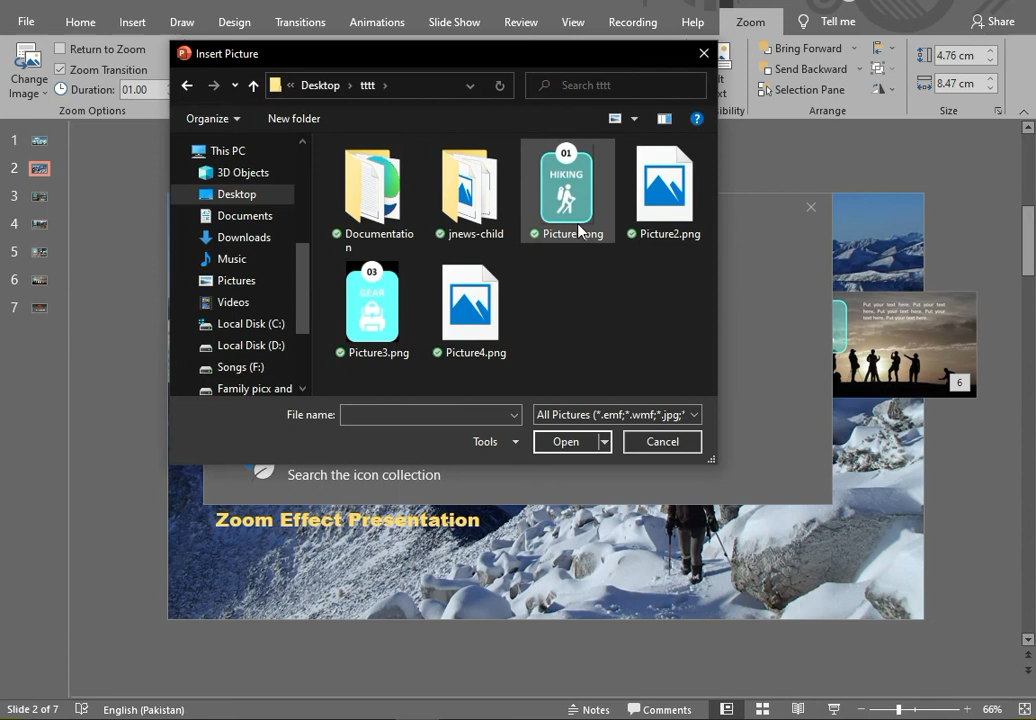 File
Home
Insert
Draw
Design
Transitions
Animations
Slide Show
Review
View
Recording
Help
Zoom
Tell me
Share
Change
Image
Return to Zoom
Zoom Transition
Duration: 01.00
Zoom Options
Bring Forward
Send Backward
Selection Pane
Arrange
4.76 cm
8.47 cm
Size
Insert Picture
Desktop
tttt
Search tttt
Organize
New folder
This PC
3D Objects
Desktop
Documents
Downloads
Music
Pictures
Videos
Local Disk (C:)
Local Disk (D:)
Songs (F:)
Family picx and
Documentatio
n
jnews-child
01
HIKING
Picture2.png
03
GEAR
Picture3.png
Picture4.png
File name:
All Pictures (*.emf;*.wmf;*.jpg;*
Tools
Open
Cancel
Search the icon collection
Put your text here. Put your text
here. Put your text here. Put your
text here. Put your text here.
6
Zoom Effect Presentation
1
2
3
4
5
6
7
Slide 2 of 7
English (Pakistan)
Notes
Comments
66%